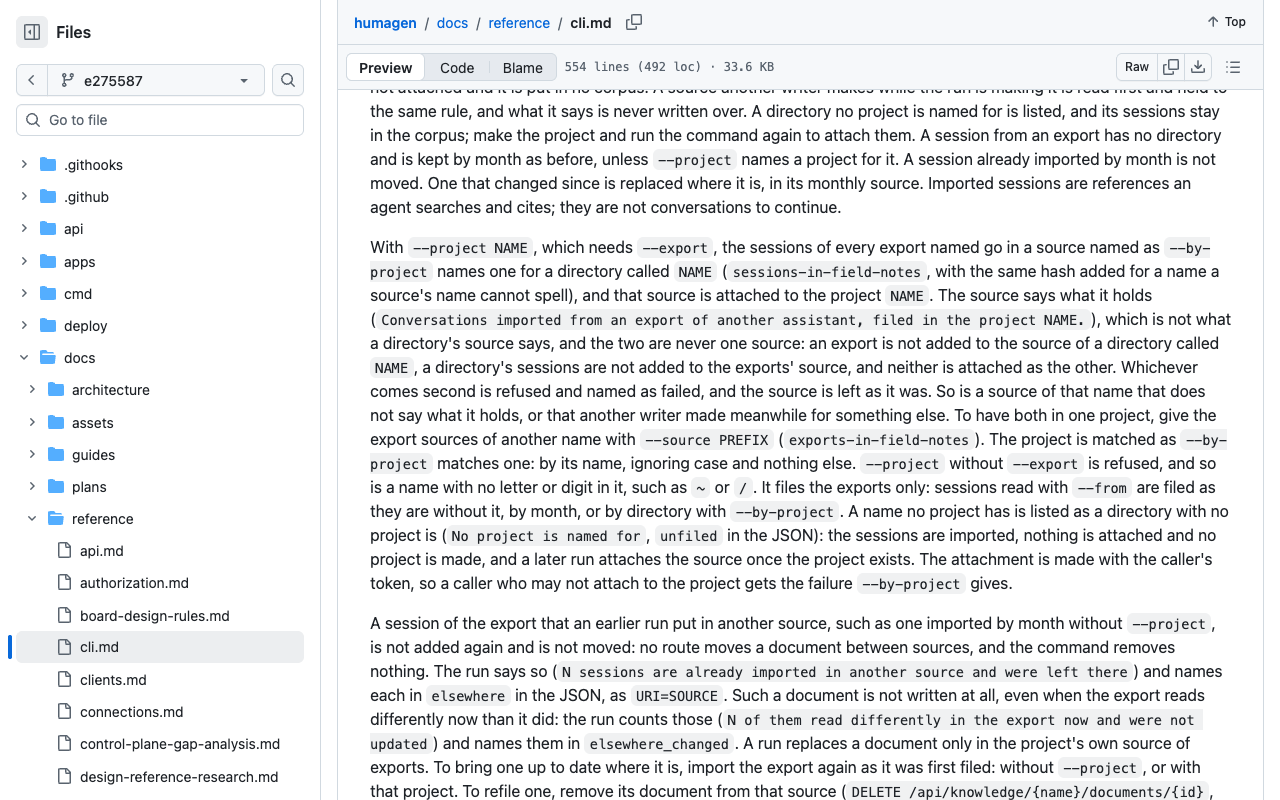 Files
humagen / docs / reference / cli.md
Top
e275587
Preview Code Blame 554 lines (492 loc) · 33.6 KB
Raw
Go to file
.githooks
.github
api
apps
cmd
deploy
docs
architecture
assets
guides
plans
reference
api.md
authorization.md
board-design-rules.md
cli.md
clients.md
connections.md
control-plane-gap-analysis.md
design-reference-research.md
not attached and it is put in no corpus. A source another writer makes while the run is making it is read first and held to
the same rule, and what it says is never written over. A directory no project is named for is listed, and its sessions stay
in the corpus; make the project and run the command again to attach them. A session from an export has no directory
and is kept by month as before, unless --project names a project for it. A session already imported by month is not
moved. One that changed since is replaced where it is, in its monthly source. Imported sessions are references an
agent searches and cites; they are not conversations to continue.
With --project NAME , which needs --export , the sessions of every export named go in a source named as --by-
project names one for a directory called NAME ( sessions-in-field-notes , with the same hash added for a name a
source's name cannot spell), and that source is attached to the project NAME . The source says what it holds
( Conversations imported from an export of another assistant, filed in the project NAME. ), which is not what
a directory's source says, and the two are never one source: an export is not added to the source of a directory called
NAME , a directory's sessions are not added to the exports' source, and neither is attached as the other. Whichever
comes second is refused and named as failed, and the source is left as it was. So is a source of that name that does
not say what it holds, or that another writer made meanwhile for something else. To have both in one project, give the
export sources of another name with --source PREFIX ( exports-in-field-notes ). The project is matched as --by-
project matches one: by its name, ignoring case and nothing else. --project without --export is refused, and so
is a name with no letter or digit in it, such as ~ or / . It files the exports only: sessions read with --from are filed as
they are without it, by month, or by directory with --by-project . A name no project has is listed as a directory with no
project is ( No project is named for , unfiled in the JSON): the sessions are imported, nothing is attached and no
project is made, and a later run attaches the source once the project exists. The attachment is made with the caller's
token, so a caller who may not attach to the project gets the failure --by-project gives.
A session of the export that an earlier run put in another source, such as one imported by month without --project ,
is not added again and is not moved: no route moves a document between sources, and the command removes
nothing. The run says so ( N sessions are already imported in another source and were left there ) and names
each in elsewhere in the JSON, as URI=SOURCE . Such a document is not written at all, even when the export reads
differently now than it did: the run counts those ( N of them read differently in the export now and were not
updated ) and names them in elsewhere_changed . A run replaces a document only in the project's own source of
exports. To bring one up to date where it is, import the export again as it was first filed: without --project , or with
that project. To refile one, remove its document from that source ( DELETE /api/knowledge/{name}/documents/{id} ,